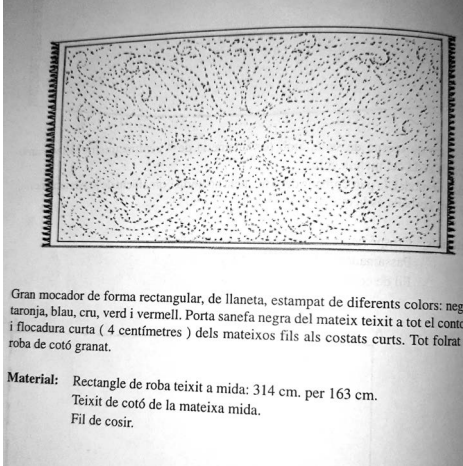 Gran mocador de forma rectangular, de llaneta, estampat de diferents colors: neg
taronja, blau, cru, verd i vermell. Porta sanefa negra del mateix teixit a tot el conto
i flocadura curta ( 4 centímetres ) dels mateixos fils als costats curts. Tot folrat
roba de cotó granat.
Material: Rectangle de roba teixit a mida: 314 cm. per 163 cm.
Teixit de cotó de la mateixa mida.
Fil de cosir.